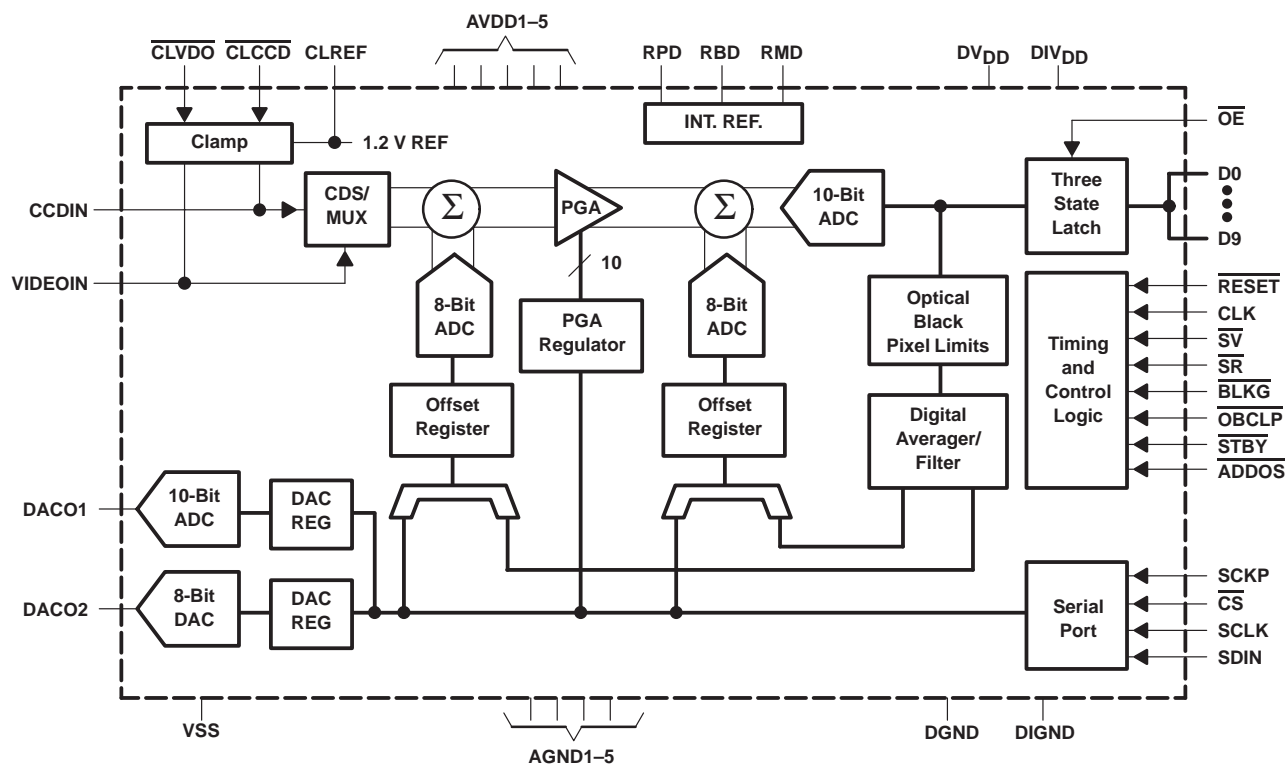 AVDD1–5
CLVDO CLCCD CLREF
RPD RBD RMD
DVDD DIVDD
INT. REF.
OE
Clamp
1.2 V REF
CCDIN
CDS/
MUX
Σ
PGA
Σ
10-Bit
ADC
Three
State
Latch
D0
D9
VIDEOIN
10
8-Bit
ADC
PGA
Regulator
8-Bit
ADC
Optical
Black
Pixel Limits
Timing
and
Control
Logic
RESET
CLK
SV
SR
BLKG
OBCLP
STBY
ADDOS
Offset
Register
Offset
Register
Digital
Averager/
Filter
DACO1
10-Bit
ADC
DAC
REG
DACO2
8-Bit
DAC
DAC
REG
Serial
Port
SCKP
CS
SCLK
SDIN
VSS
AGND1–5
DGND
DIGND